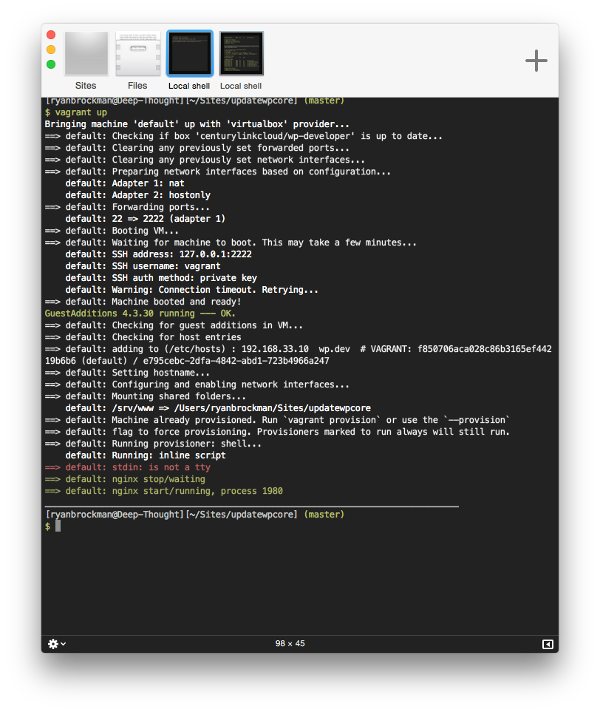 Sites Files Local shell Local shell
[ryanbrockman@Deep-Thought][~/Sites/updatewpcore] (master)
$ vagrant up
Bringing machine 'default' up with 'virtualbox' provider...
==> default: Checking if box 'centurylinkcloud/wp-developer' is up to date...
==> default: Clearing any previously set forwarded ports...
==> default: Clearing any previously set network interfaces...
==> default: Preparing network interfaces based on configuration...
default: Adapter 1: nat
default: Adapter 2: hostonly
==> default: Forwarding ports...
default: 22 => 2222 (adapter 1)
==> default: Booting VM...
==> default: Waiting for machine to boot. This may take a few minutes...
default: SSH address: 127.0.0.1:2222
default: SSH username: vagrant
default: SSH auth method: private key
default: Warning: Connection timeout. Retrying...
==> default: Machine booted and ready!
GuestAdditions 4.3.30 running --- OK.
==> default: Checking for guest additions in VM...
==> default: Checking for host entries
==> default: adding to (/etc/hosts) : 192.168.33.10  wp.dev  # VAGRANT: f850706aca028c86b3165ef442
19b6b6 (default) / e795cebc-2dfa-4842-abd1-723b4966a247
==> default: Setting hostname...
==> default: Configuring and enabling network interfaces...
==> default: Mounting shared folders...
default: /srv/www => /Users/ryanbrockman/Sites/updatewpcore
==> default: Machine already provisioned. Run `vagrant provision` or use the `--provision`
==> default: flag to force provisioning. Provisioners marked to run always will still run.
==> default: Running provisioner: shell...
default: Running: inline script
==> default: stdin: is not a tty
==> default: nginx stop/waiting
==> default: nginx start/running, process 1980
[ryanbrockman@Deep-Thought][~/Sites/updatewpcore] (master)
$
98 × 45